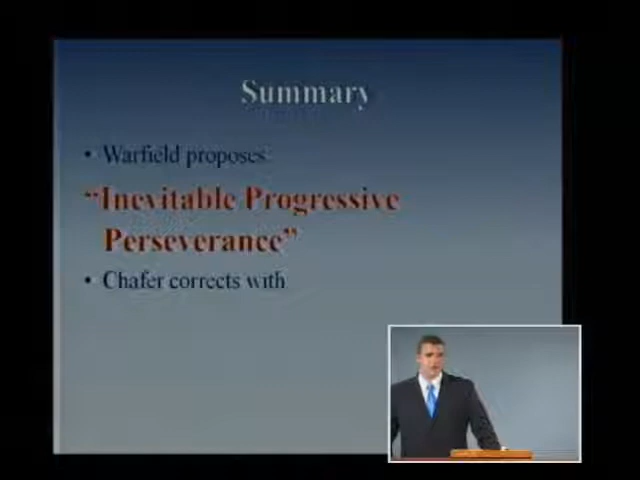 Summary
• Warfield proposes:
“Inevitable Progressive
Perseverance”
• Chafer corrects with